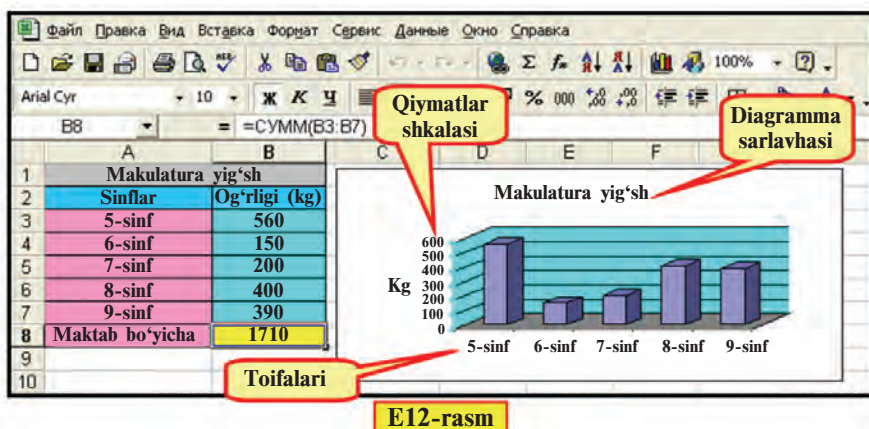 Файл Правка Вид Вставка Формат Сервис Данные Окно Справка
100%
Arial Cyr 10 Ж К Ч % 000
B8 = =СУММ(B3:B7)
Qiymatlar
shkalasi
Diagramma
sarlavhasi
A B C D E F
1 Makulatura yig‘sh
2 Sinflar Og‘rligi (kg)
3 5-sinf 560
4 6-sinf 150
5 7-sinf 200
6 8-sinf 400
7 9-sinf 390
8 Maktab bo‘yicha 1710
9
10
Makulatura yig‘sh
Kg
600
500
400
300
200
100
0
5-sinf 6-sinf 7-sinf 8-sinf 9-sinf
Toifalari
E12-rasm